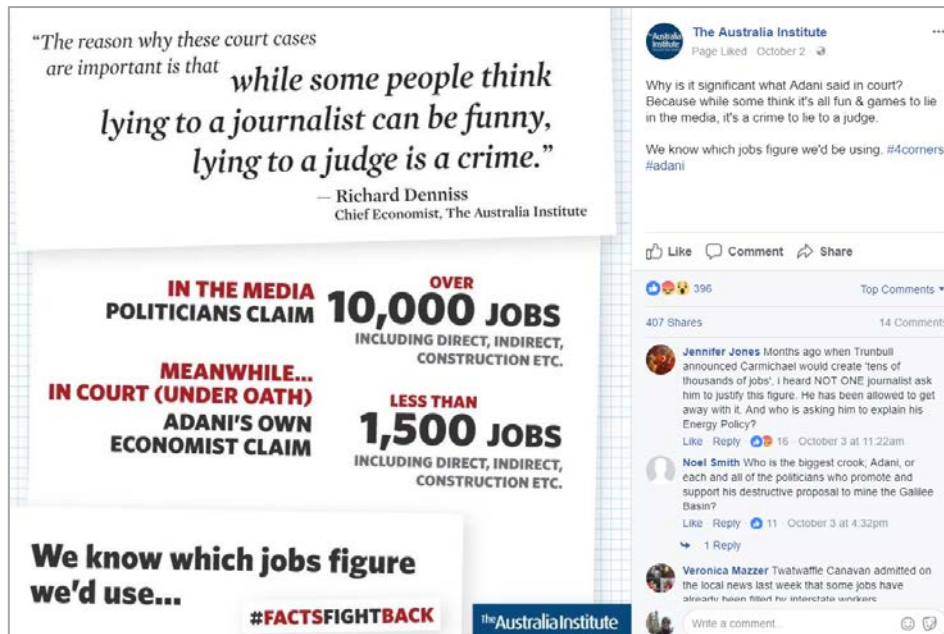 “The reason why these court cases
are important is that while some people think
lying to a journalist can be funny,
lying to a judge is a crime.”
— Richard Denniss
Chief Economist, The Australia Institute
IN THE MEDIA
POLITICIANS CLAIM
OVER
10,000 JOBS
INCLUDING DIRECT, INDIRECT,
CONSTRUCTION ETC.
MEANWHILE...
IN COURT (UNDER OATH)
ADANI’S OWN
ECONOMIST CLAIM
LESS THAN
1,500 JOBS
INCLUDING DIRECT, INDIRECT,
CONSTRUCTION ETC.
We know which jobs figure
we’d use...
#FACTSFIGHTBACK
The Australia Institute
The Australia Institute
The Australia Institute
Page Liked · October 2 ·
Why is it significant what Adani said in court?
Because while some think it's all fun & games to lie
in the media, it's a crime to lie to a judge.
We know which jobs figure we'd be using. #4corners
#adani
Like Comment Share
396 Top Comments
407 Shares 14 Comments
Jennifer Jones Months ago when Trunbull
announced Carmichael would create 'tens of
thousands of jobs', i heard NOT ONE journalist ask
him to justify this figure. He has been allowed to get
away with it. And who is asking him to explain his
Energy Policy?
Like · Reply · 16 · October 3 at 11:22am
Noel Smith Who is the biggest crook; Adani, or
each and all of the politicians who promote and
support his destructive proposal to mine the Galilee
Basin?
Like · Reply · 11 · October 3 at 4:32pm
1 Reply
Veronica Mazzer Twatwaffle Canavan admitted on
the local news last week that some jobs have
already been filled by interstate workers
Write a comment...